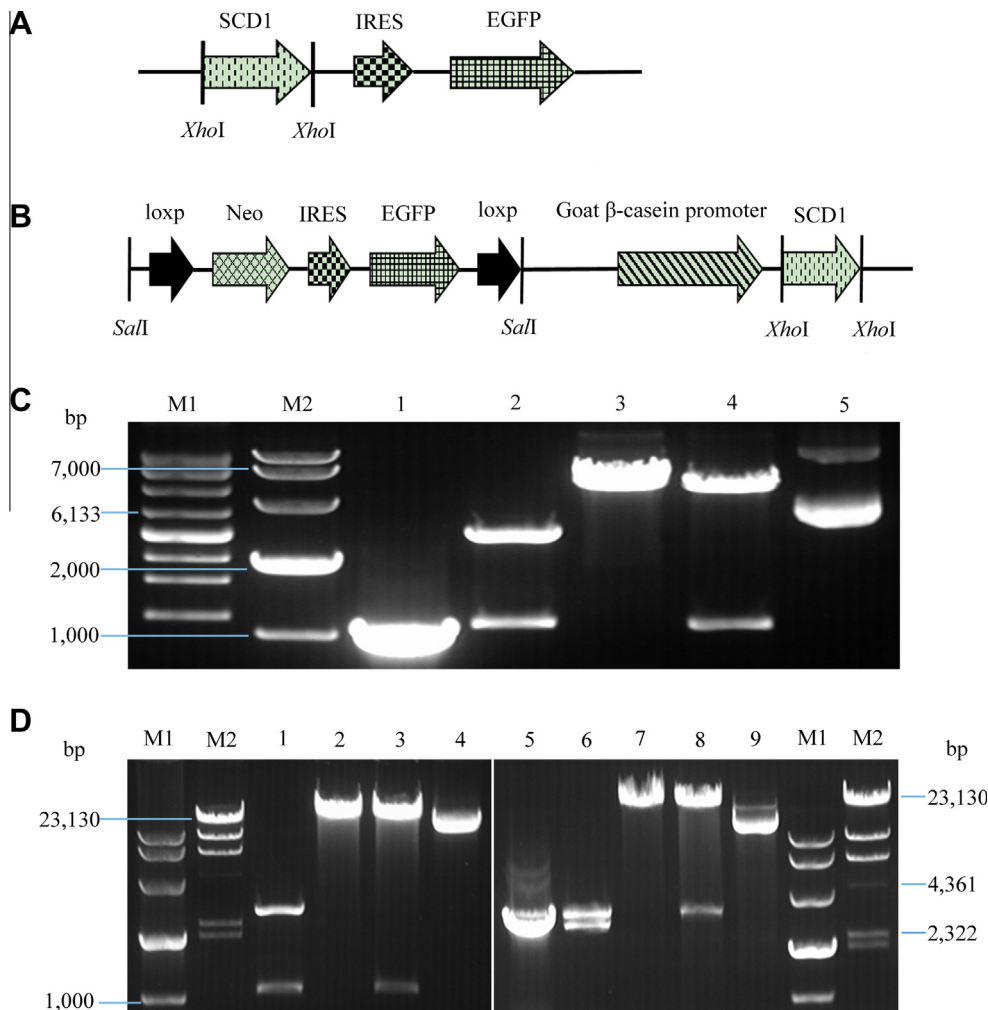 A
SCD1 IRES EGFP
XhoI XhoI
B
loxp Neo IRES EGFP loxp Goat β-casein promoter SCD1
SalI SalI XhoI XhoI
C
bp M1 M2 1 2 3 4 5
7,000
6,133
2,000
1,000
D
bp M1 M2 1 2 3 4 5 6 7 8 9 M1 M2 bp
23,130 23,130
4,361
2,322
1,000